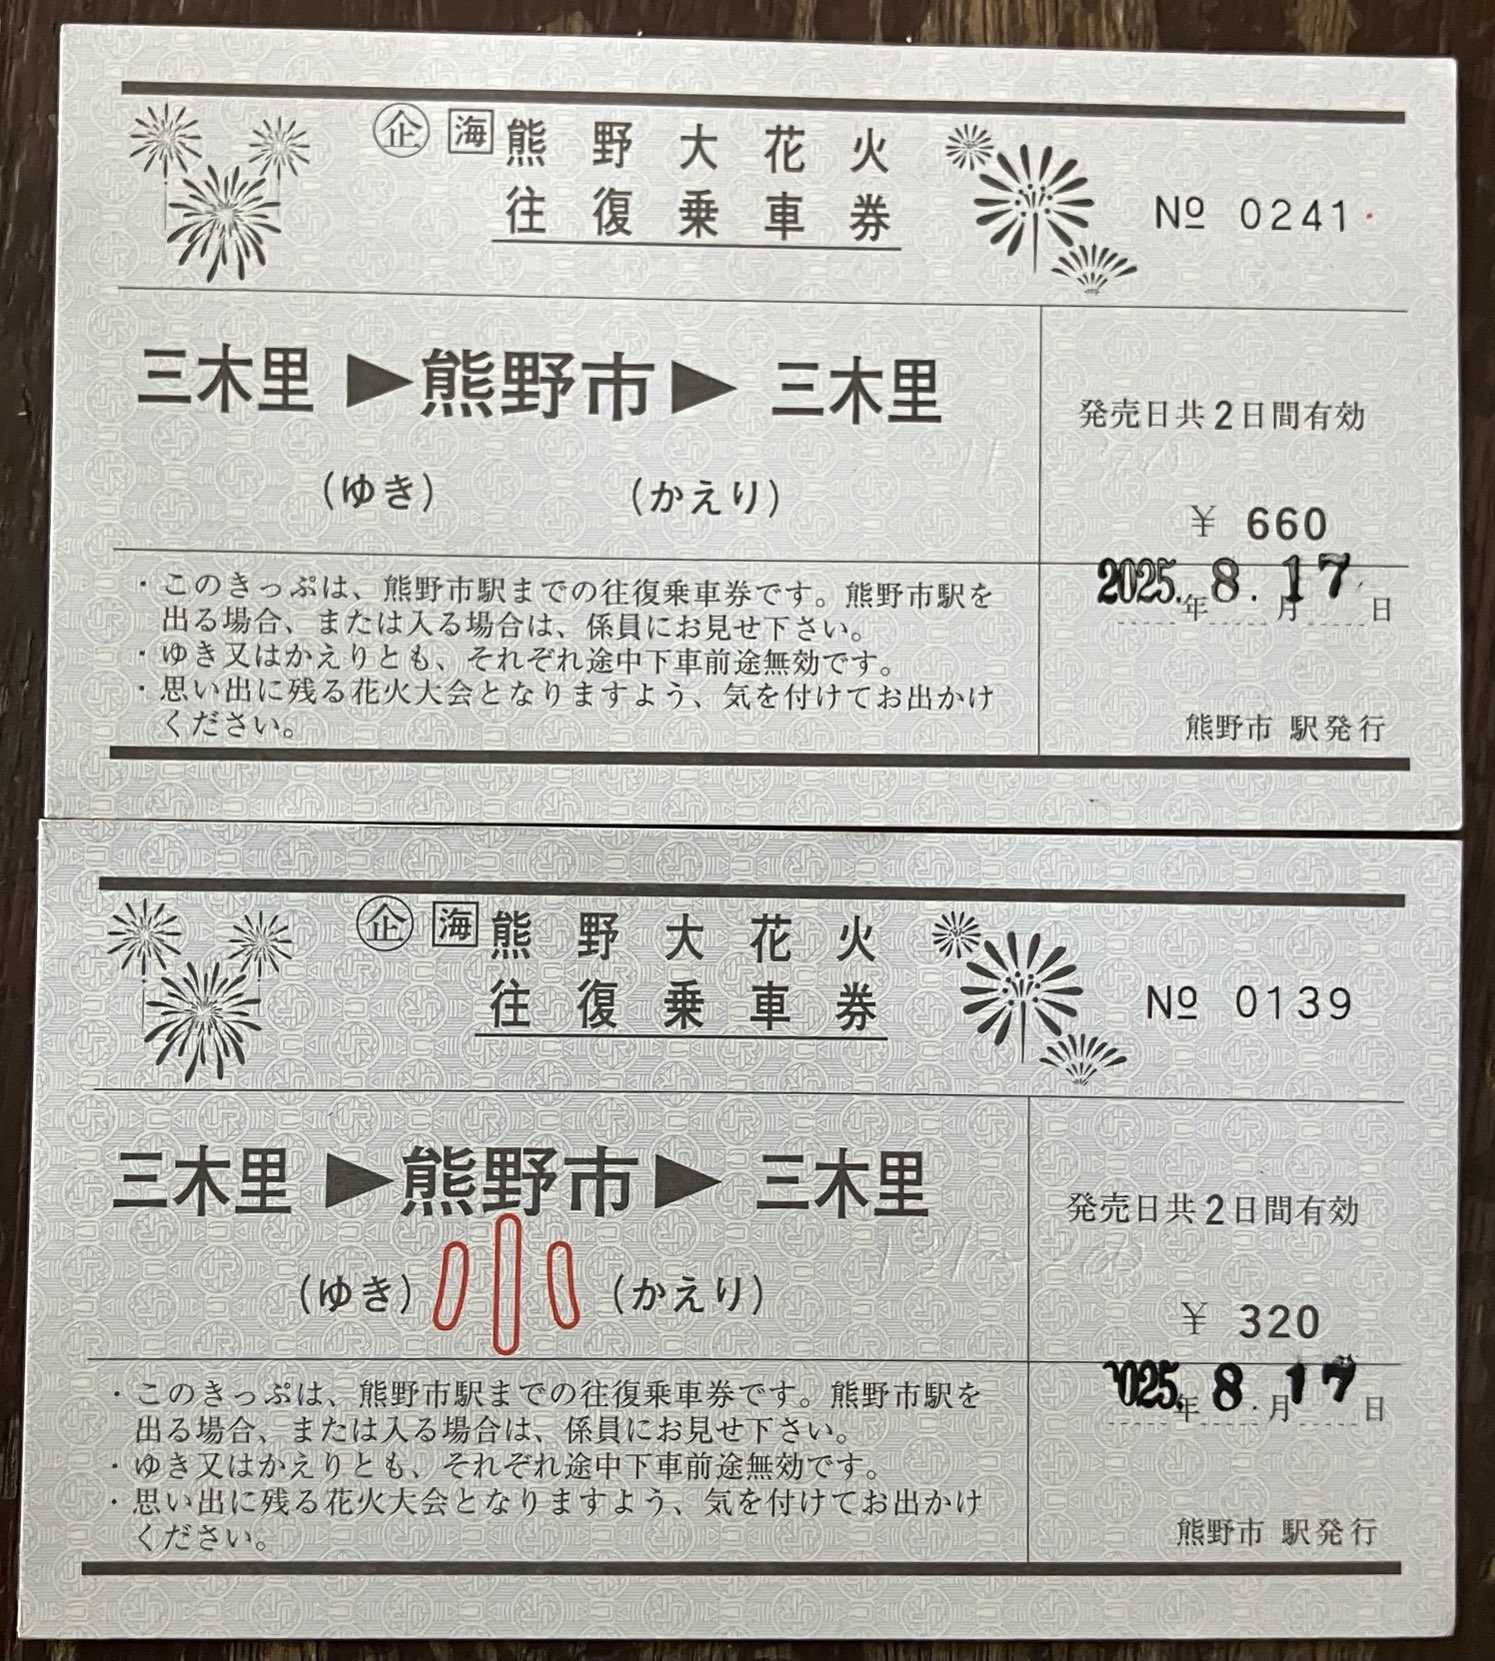 企 海 熊野大花火
往復乗車券
№ 0241
三木里 ▶ 熊野市 ▶ 三木里
(ゆき) (かえり)
発売日共2日間有効
¥ 660
2025.年8.月17日
熊野市 駅発行
・このきっぷは、熊野市駅までの往復乗車券です。熊野市駅を
出る場合、または入る場合は、係員にお見せ下さい。
・ゆき又はかえりとも、それぞれ途中下車前途無効です。
・思い出に残る花火大会となりますよう、気を付けてお出かけ
ください。
企 海 熊野大花火
往復乗車券
№ 0139
三木里 ▶ 熊野市 ▶ 三木里
(ゆき) 小 (かえり)
発売日共2日間有効
¥ 320
2025.年8.月17日
熊野市 駅発行
・このきっぷは、熊野市駅までの往復乗車券です。熊野市駅を
出る場合、または入る場合は、係員にお見せ下さい。
・ゆき又はかえりとも、それぞれ途中下車前途無効です。
・思い出に残る花火大会となりますよう、気を付けてお出かけ
ください。